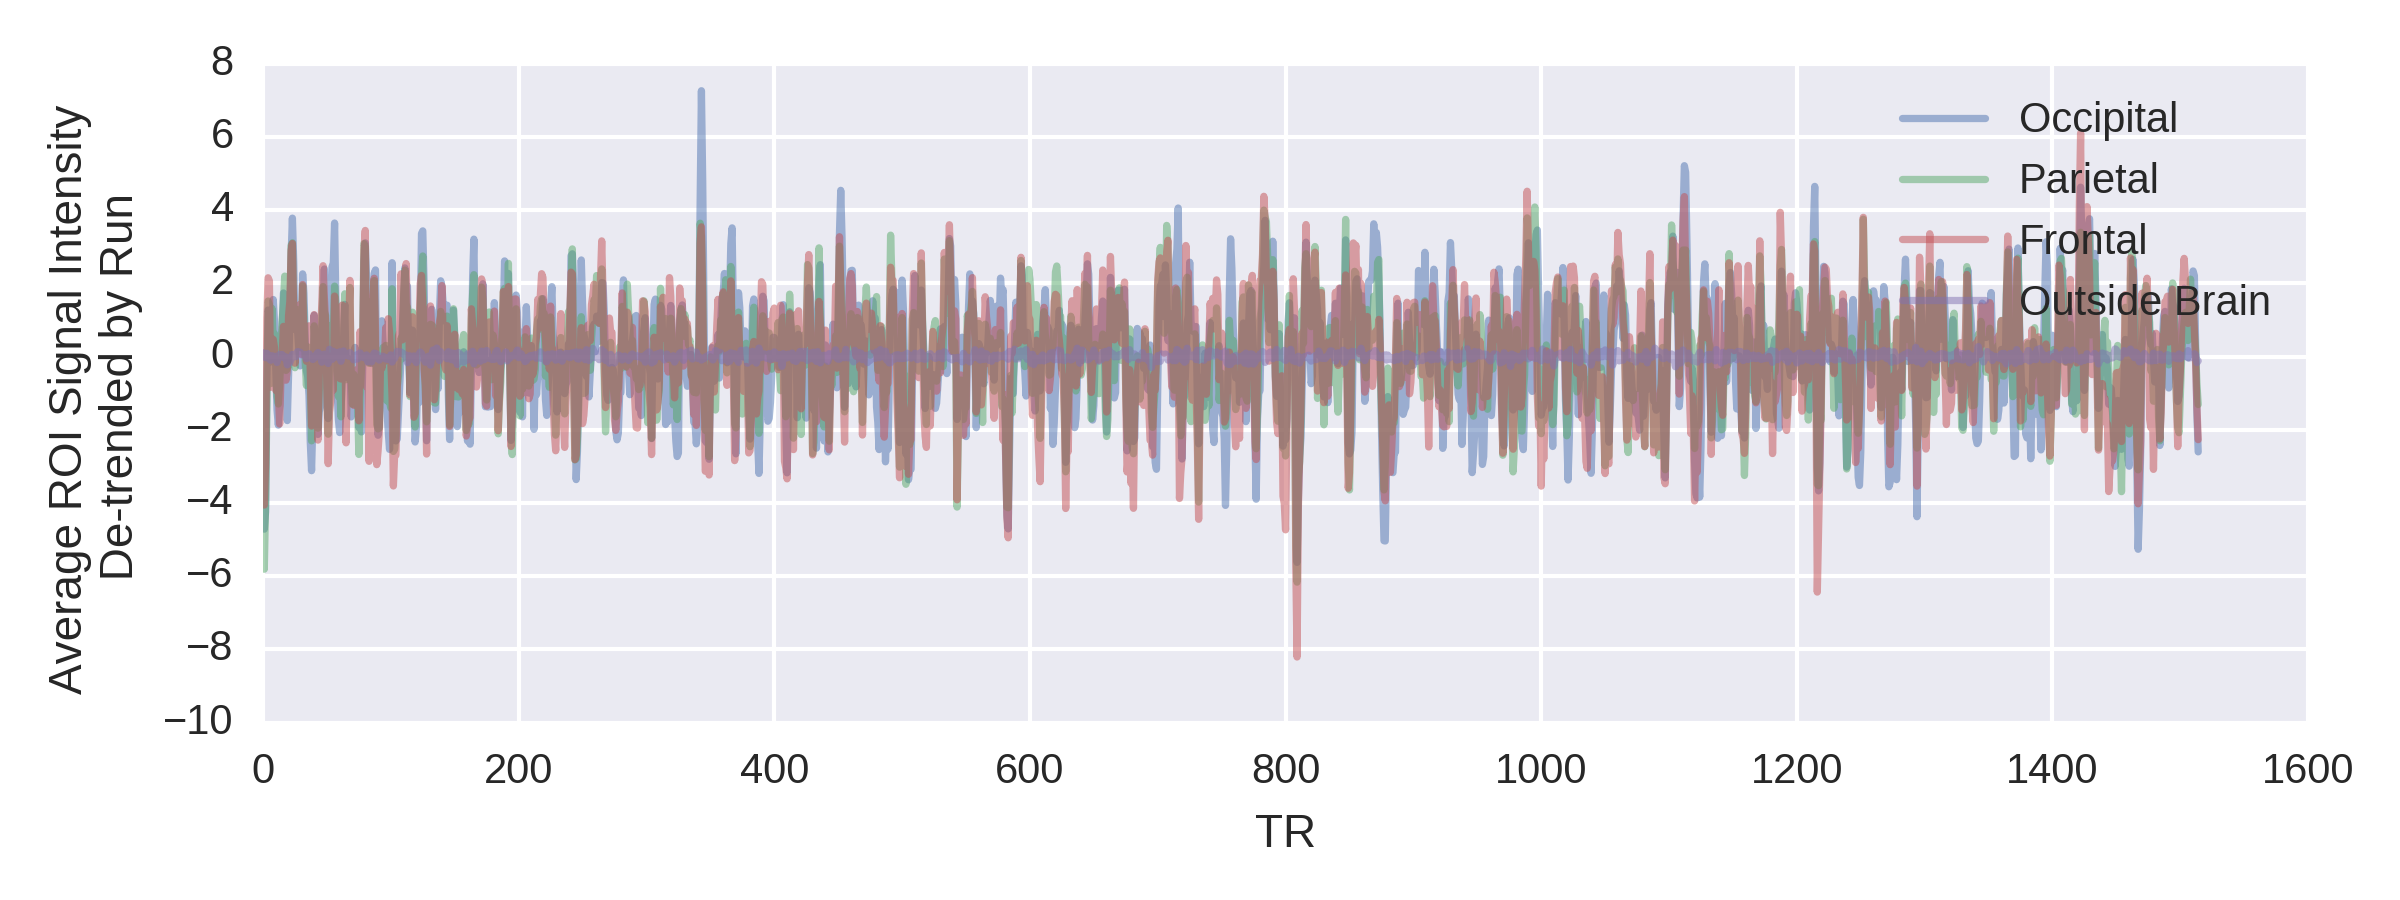 Average ROI Signal Intensity
De-trended by Run
8
6
4
2
0
−2
−4
−6
−8
−10
Occipital
Parietal
Frontal
Outside Brain
0 200 400 600 800 1000 1200 1400 1600
TR